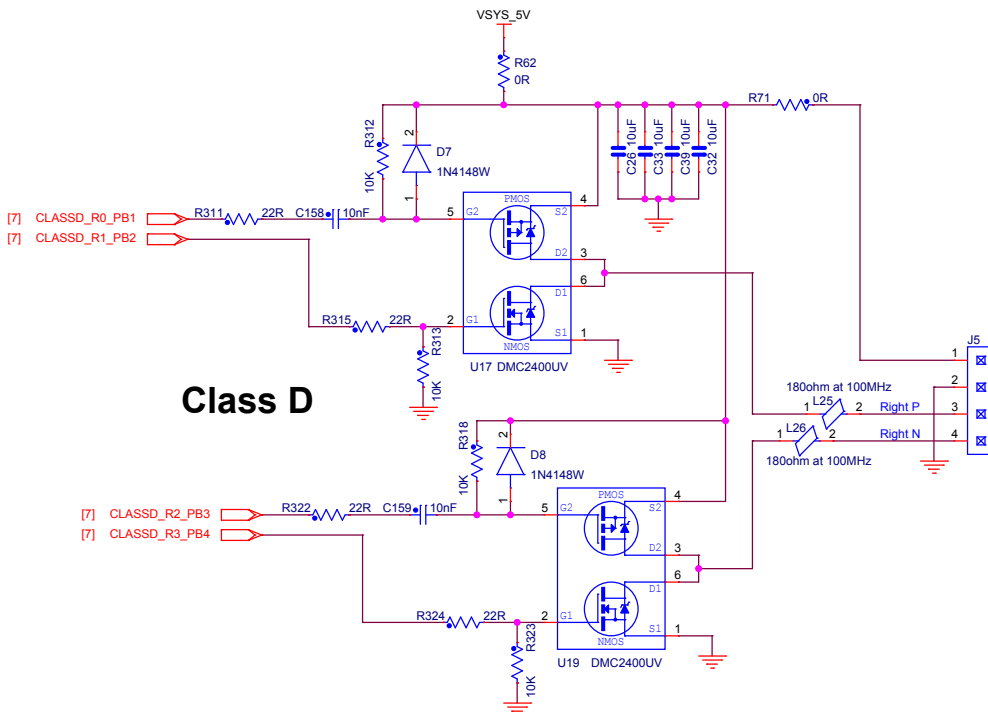 VSYS_5V
R62
0R
R71
0R
R312
10K
2
D7
1N4148W
1
C26 10uF
C33 10uF
C39 10uF
C32 10uF
[7] CLASSD_R0_PB1
R311
22R
C158
10nF
5
G2
PMOS
S2
4
[7] CLASSD_R1_PB2
D2
3
D1
6
R315
22R
2
G1
S1
1
NMOS
R313
10K
U17 DMC2400UV
J5
1
2
3
4
180ohm at 100MHz
1
L25
2
Right P
1
L26
2
Right N
180ohm at 100MHz
Class D
R318
10K
2
D8
1N4148W
1
[7] CLASSD_R2_PB3
R322
22R
C159
10nF
5
G2
PMOS
S2
4
[7] CLASSD_R3_PB4
D2
3
D1
6
R324
22R
2
G1
S1
1
NMOS
R323
10K
U19 DMC2400UV